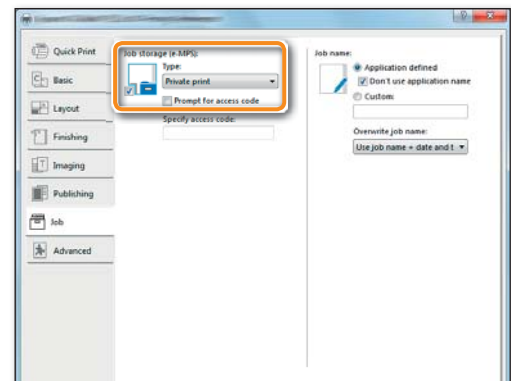 Quick Print
Basic
Layout
Finishing
Imaging
Publishing
Job
Advanced
Job storage (e-MPS):
Type:
Private print
Prompt for access code
Specify access code:
Job name:
Application defined
Don't use application name
Custom:
Overwrite job name:
Use job name + date and t